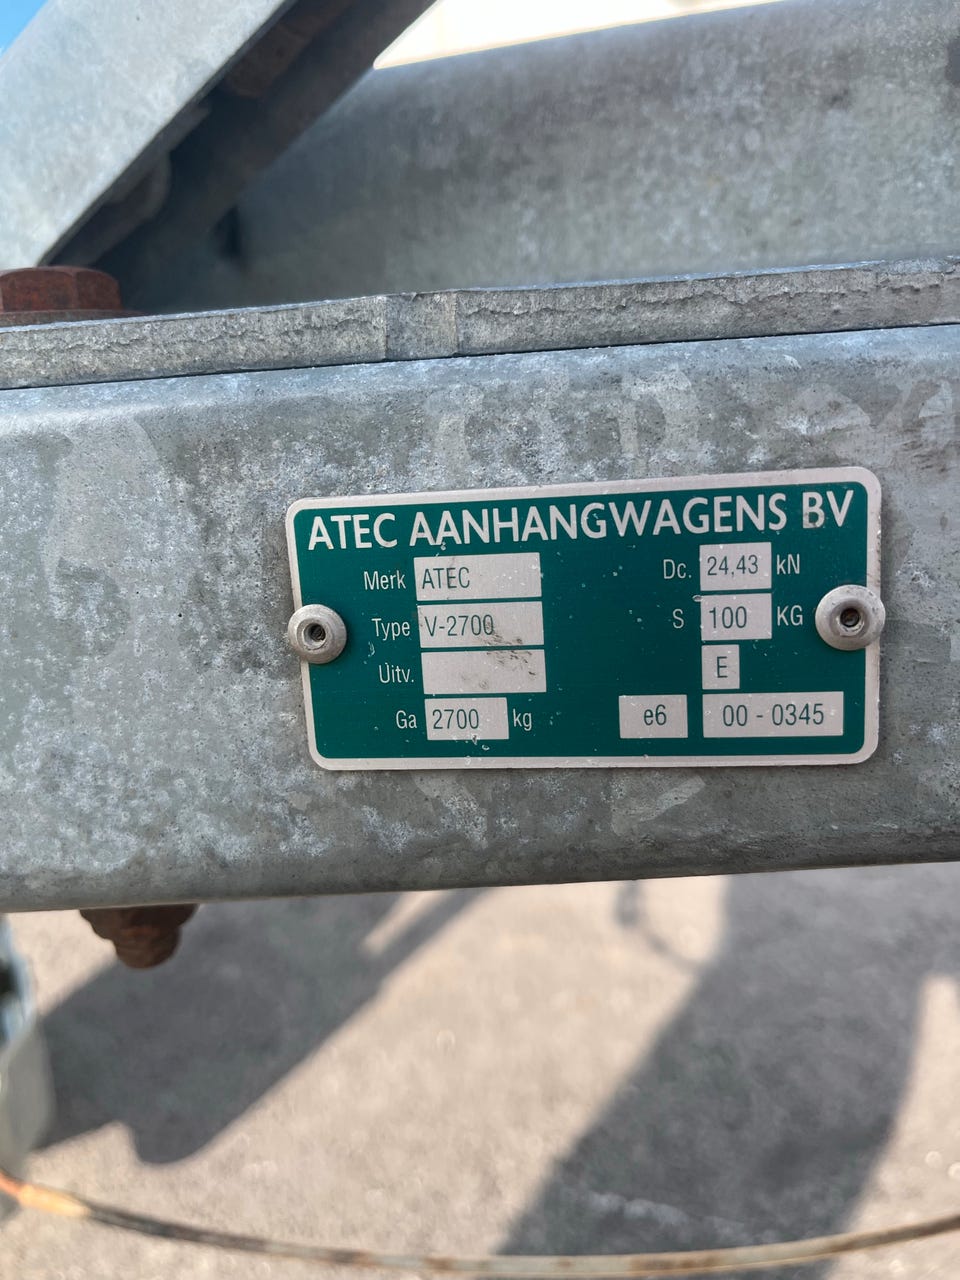 ATEC AANHANGWAGENS BV
Merk ATEC Dc. 24,43 kN
Type V-2700 S 100 KG
Uitv. E
Ga 2700 kg e6 00 - 0345